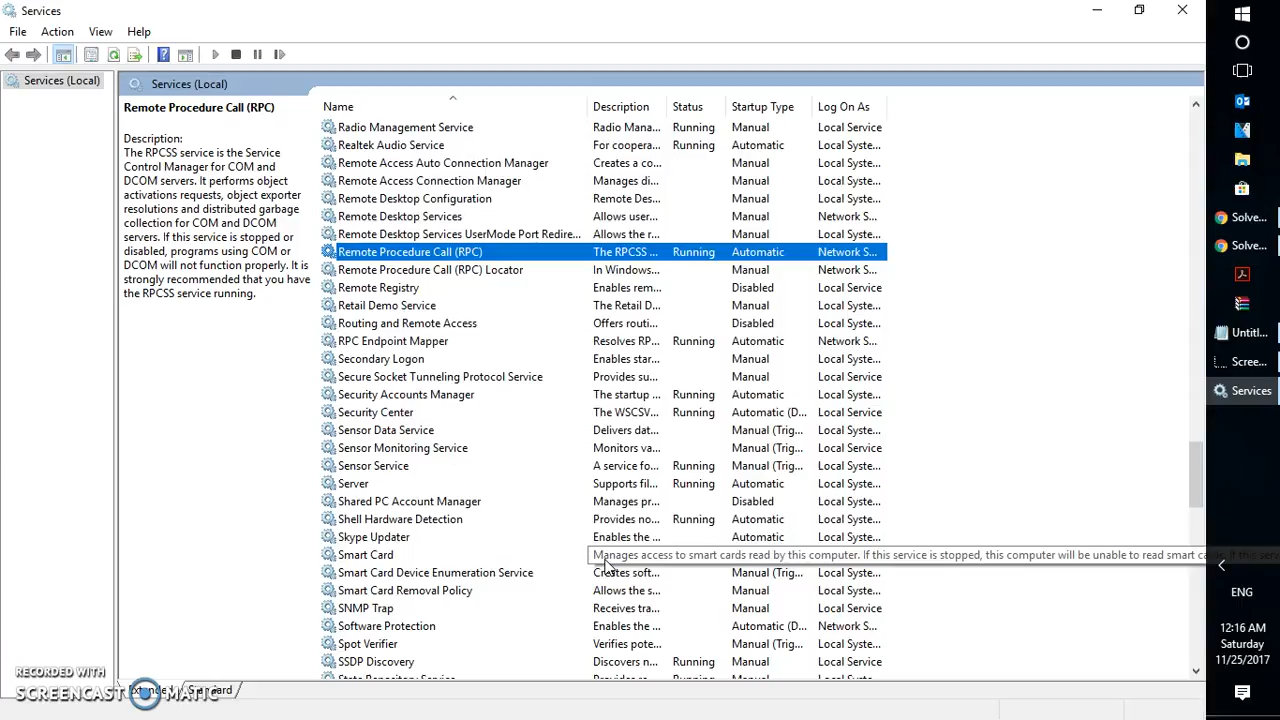 Services
File Action View Help
Services (Local)
Services (Local)
Remote Procedure Call (RPC)
Description:
The RPCSS service is the Service
Control Manager for COM and
DCOM servers. It performs object
activations requests, object exporter
resolutions and distributed garbage
collection for COM and DCOM
servers. If this service is stopped or
disabled, programs using COM or
DCOM will not function properly. It is
strongly recommended that you have
the RPCSS service running.
Name Description Status Startup Type Log On As
Radio Management Service Radio Mana... Running Manual Local Service
Realtek Audio Service For coopera... Running Automatic Local Syste...
Remote Access Auto Connection Manager Creates a co... Manual Local Syste...
Remote Access Connection Manager Manages di... Manual Local Syste...
Remote Desktop Configuration Remote Des... Manual Local Syste...
Remote Desktop Services Allows user... Manual Network S...
Remote Desktop Services UserMode Port Redire... Allows the r... Manual Local Syste...
Remote Procedure Call (RPC) The RPCSS ... Running Automatic Network S...
Remote Procedure Call (RPC) Locator In Windows... Manual Network S...
Remote Registry Enables rem... Disabled Local Service
Retail Demo Service The Retail D... Manual Local Syste...
Routing and Remote Access Offers routi... Disabled Local Syste...
RPC Endpoint Mapper Resolves RP... Running Automatic Network S...
Secondary Logon Enables star... Manual Local Syste...
Secure Socket Tunneling Protocol Service Provides su... Manual Local Service
Security Accounts Manager The startup ... Running Automatic Local Syste...
Security Center The WSCSV... Running Automatic (D... Local Service
Sensor Data Service Delivers dat... Manual (Trig... Local Syste...
Sensor Monitoring Service Monitors va... Manual (Trig... Local Service
Sensor Service A service fo... Running Manual (Trig... Local Syste...
Server Supports fil... Running Automatic Local Syste...
Shared PC Account Manager Manages pr... Disabled Local Syste...
Shell Hardware Detection Provides no... Running Automatic Local Syste...
Skype Updater Enables the ... Automatic Local Syste...
Smart Card Manages access to smart cards read by this computer. If this service is stopped, this computer will be unable to read smart
Smart Card Device Enumeration Service Creates soft... Manual (Trig... Local Syste...
Smart Card Removal Policy Allows the s... Manual Local Syste...
SNMP Trap Receives tra... Manual Local Service
Software Protection Enables the ... Automatic (D... Network S...
Spot Verifier Verifies pote... Manual (Trig... Local Syste...
SSDP Discovery Discovers n... Running Manual Local Service
Standard
RECORDED WITH
SCREENCAST MATIC
Solve...
Solve...
Untitl...
Scree...
Services
ENG
12:16 AM
Saturday
11/25/2017